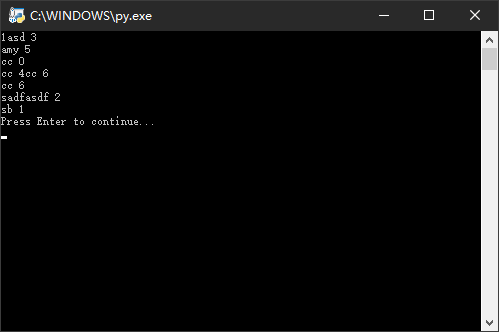 C:\WINDOWS\py.exe
1asd 3
amy 5
cc 0
cc 4cc 6
cc 6
sadfasdf 2
sb 1
Press Enter to continue...